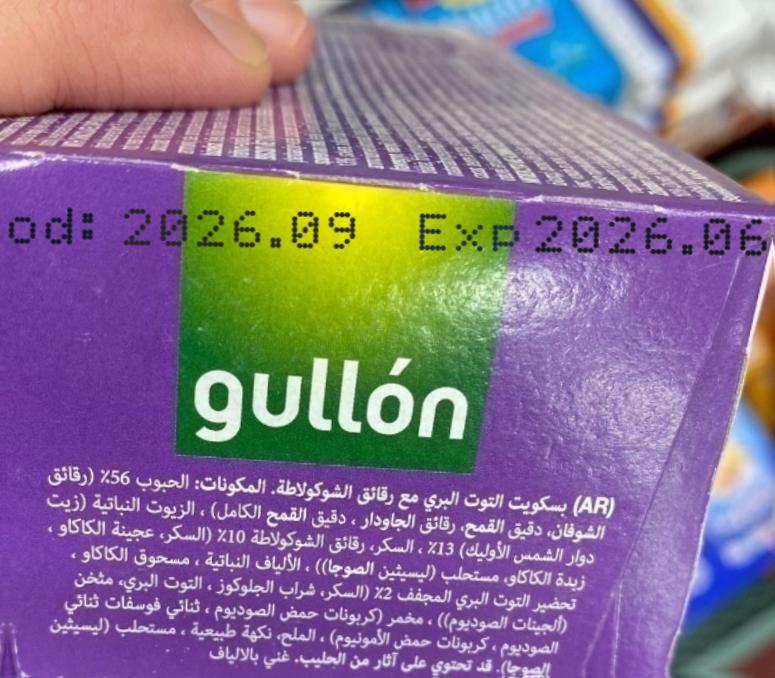 od: 2026.09 Exp 2026.06
gullón
(AR) بسكويت التوت البري مع رقائق الشوكولاطة. المكونات: الحبوب 56٪ (رقائق
الشوفان، دقيق القمح، رقائق الجاودار ، دقيق القمح الكامل) ، الزيوت النباتية (زيت
دوار الشمس الأوليك) 13٪ ، السكر، رقائق الشوكولاطة 10٪ (السكر، عجينة الكاكاو ،
زبدة الكاكاو، مستحلب (ليسيثين الصوجا)) ، الألياف النباتية ، مسحوق الكاكاو ،
تحضير التوت البري المجفف 2٪ (السكر، شراب الجلوكوز ، التوت البري، مثخن
(ألجينات الصوديوم)) ، مخمر (كربونات حمض الصوديوم ، ثنائي فوسفات ثنائي
الصوديوم ، كربونات حمض الأمونيوم) ، الملح، نكهة طبيعية ، مستحلب (ليسيثين
الصوجا). قد تحتوي على آثار من الحليب. غني بالالياف